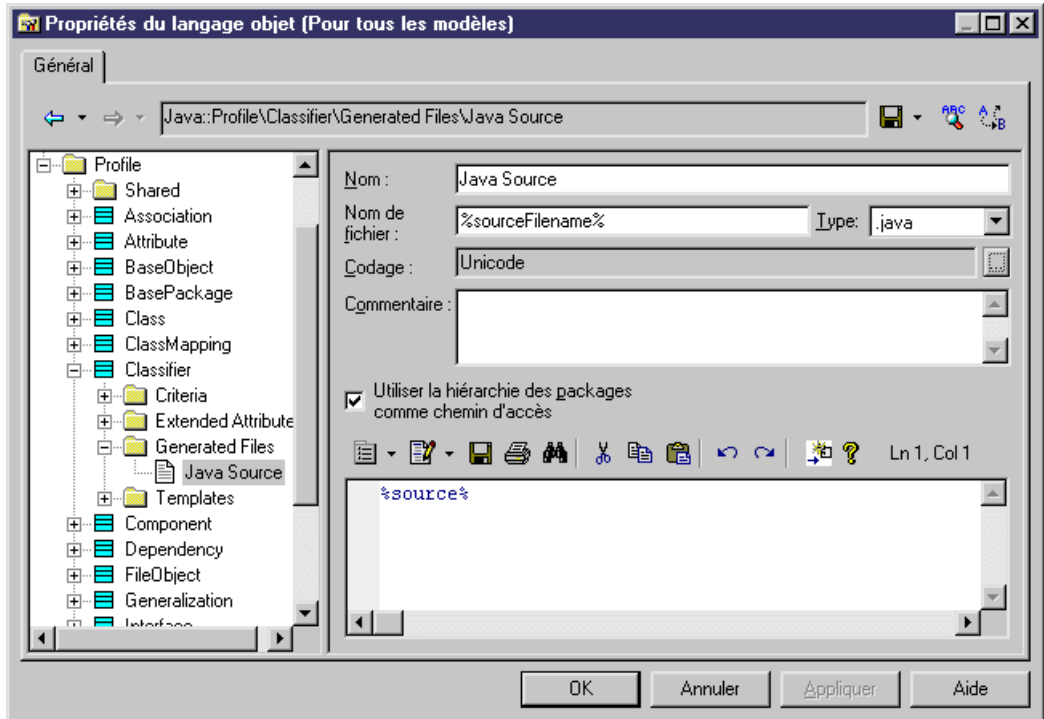 Propriétés du langage objet (Pour tous les modèles)
Général
Java::Profile\Classifier\Generated Files\Java Source
ABC
A
B
Profile
Shared
Association
Attribute
BaseObject
BasePackage
Class
ClassMapping
Classifier
Criteria
Extended Attribute
Generated Files
Java Source
Templates
Component
Dependency
FileObject
Generalization
Interface
Nom :
Java Source
Nom de
fichier :
%sourceFilename%
Type:
.java
Codage :
Unicode
...
Commentaire :
Utiliser la hiérarchie des packages
comme chemin d'accès
Ln 1, Col 1
%source%
OK
Annuler
Appliquer
Aide